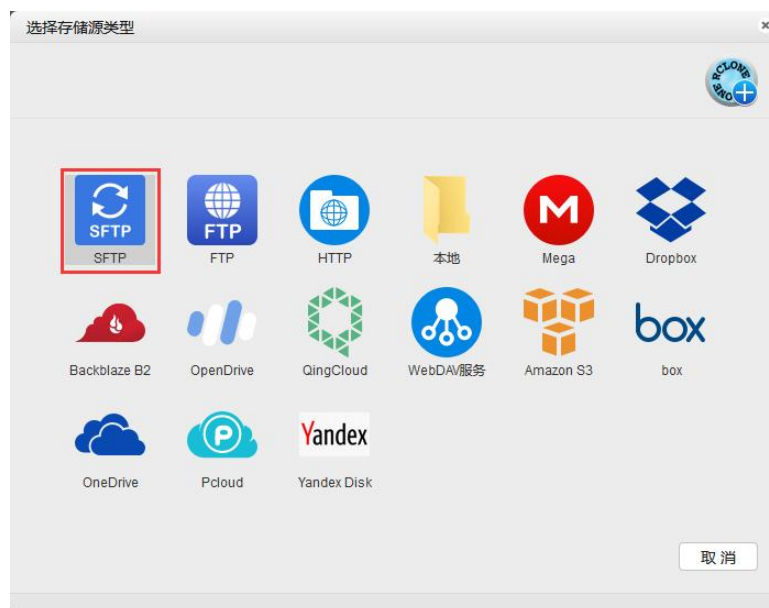 选择存储源类型
RCLONE
ONE
SFTP
FTP
SFTP
FTP
HTTP
本地
Mega
Dropbox
box
Backblaze B2
OpenDrive
QingCloud
WebDAV服务
Amazon S3
box
Yandex
OneDrive
Pcloud
Yandex Disk
取消